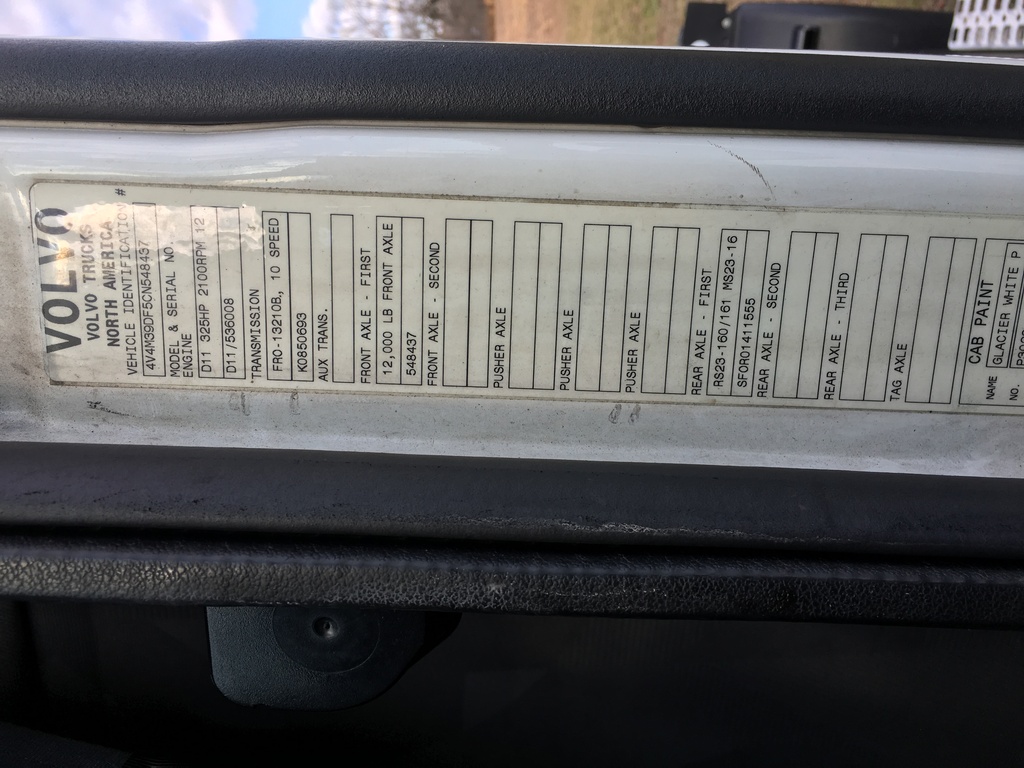 VOLVO
VOLVO TRUCKS
NORTH AMERICA
VEHICLE IDENTIFICATION #
4V4M39DF5CN548437
MODEL & SERIAL NO.
ENGINE
D11 325HP 2100RPM 12
D11/536008
TRANSMISSION
FRO-13210B, 10 SPEED
K0850693
AUX TRANS.
FRONT AXLE - FIRST
12,000 LB FRONT AXLE
548437
FRONT AXLE - SECOND
PUSHER AXLE
PUSHER AXLE
PUSHER AXLE
REAR AXLE - FIRST
RS23-160/161 MS23-16
SPOR01411555
REAR AXLE - SECOND
REAR AXLE - THIRD
TAG AXLE
CAB PAINT
NAME GLACIER WHITE P
NO.